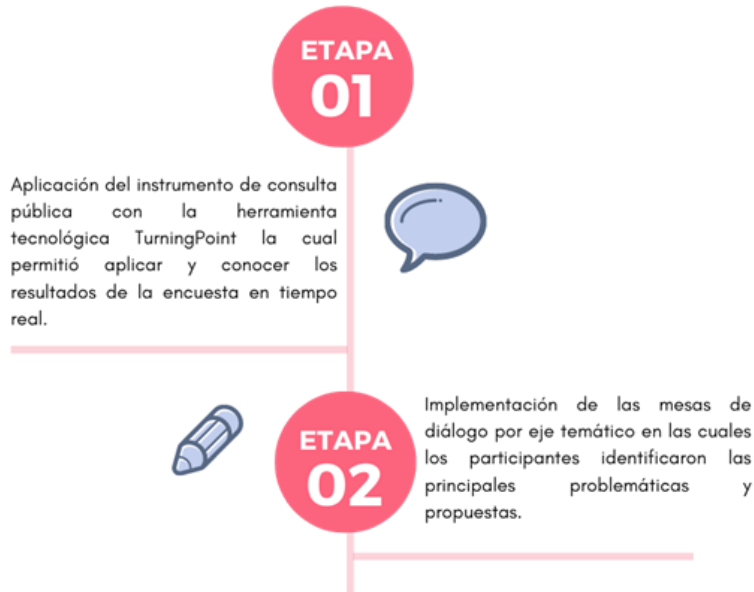 ETAPA
01
Aplicación del instrumento de consulta
pública con la herramienta
tecnológica TurningPoint la cual
permitió aplicar y conocer los
resultados de la encuesta en tiempo
real.
ETAPA
02
Implementación de las mesas de
diálogo por eje temático en las cuales
los participantes identificaron las
principales problemáticas y
propuestas.